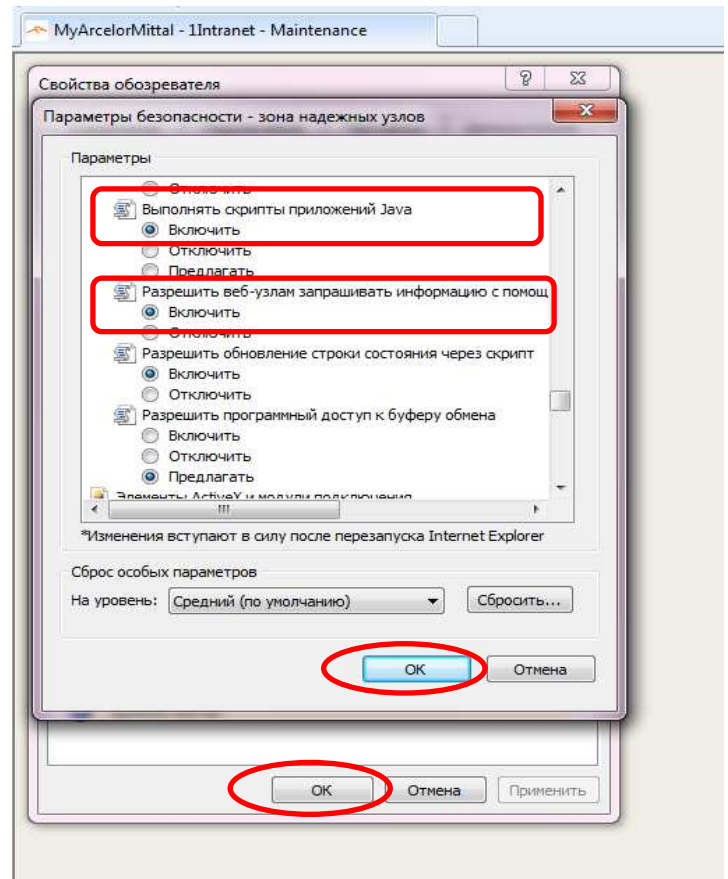 MyArcelorMittal - 1Intranet - Maintenance
Свойства обозревателя
Параметры безопасности - зона надежных узлов
Параметры
Отключить
Выполнять скрипты приложений Java
Включить
Отключить
Предлагать
Разрешить веб-узлам запрашивать информацию с помощ
Включить
Отключить
Разрешить обновление строки состояния через скрипт
Включить
Отключить
Разрешить программный доступ к буферу обмена
Включить
Отключить
Предлагать
Элементы ActiveX и модули подключения
*Изменения вступают в силу после перезапуска Internet Explorer
Сброс особых параметров
На уровень: Средний (по умолчанию) Сбросить...
ОК Отмена
ОК Отмена Применить